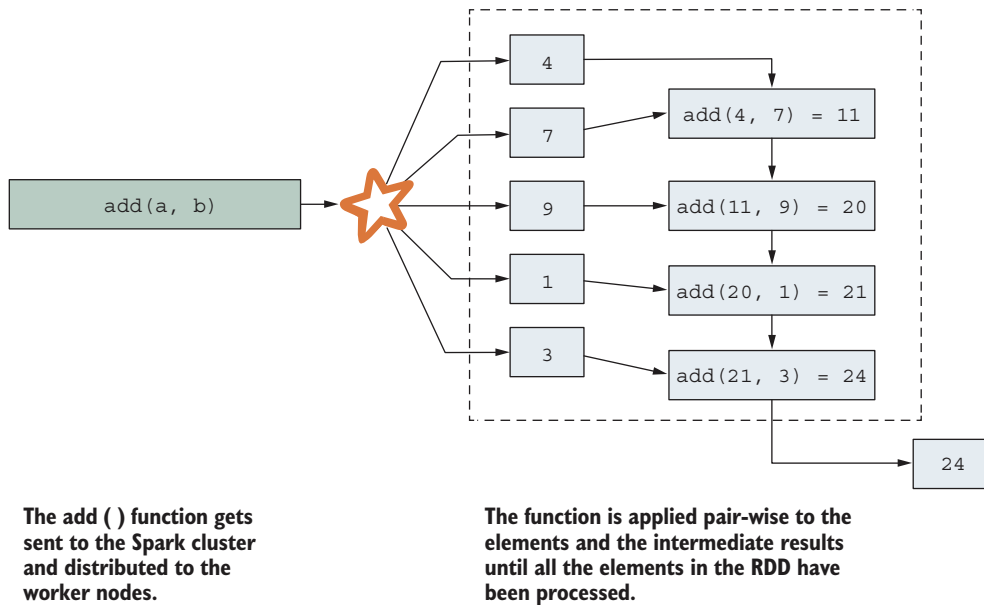 add(a, b)
4
7
9
1
3
add(4, 7) = 11
add(11, 9) = 20
add(20, 1) = 21
add(21, 3) = 24
24
The add ( ) function gets
sent to the Spark cluster
and distributed to the
worker nodes.
The function is applied pair-wise to the
elements and the intermediate results
until all the elements in the RDD have
been processed.